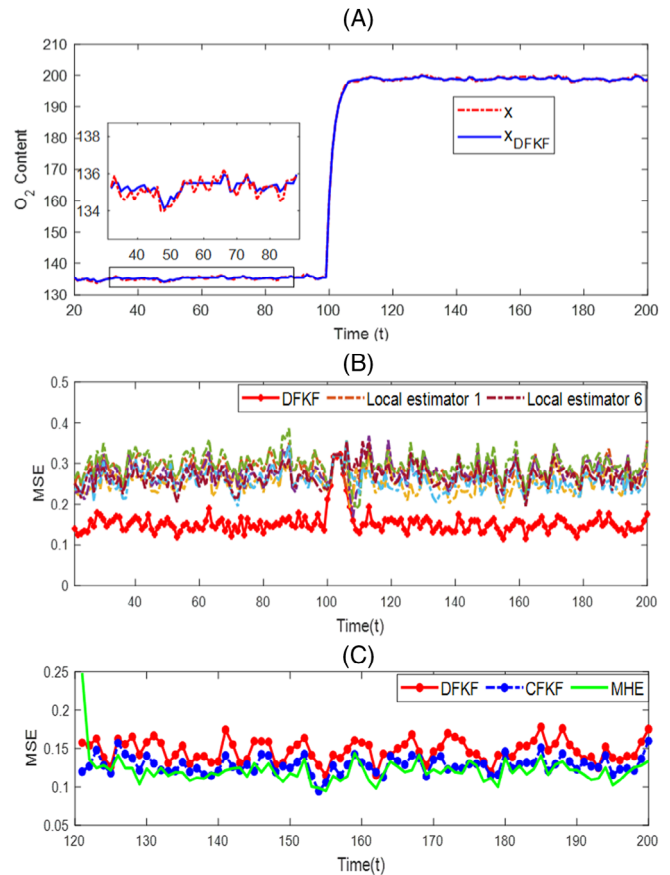 (A)
210
200
190
180
170
160
150
140
130
O2 Content
138
136
134
40 50 60 70 80
x
xDFKF
20 40 60 80 100 120 140 160 180 200
Time (t)
(B)
0.5
0.4
0.3
0.2
0.1
0
MSE
DFKF Local estimator 1 Local estimator 6
40 60 80 100 120 140 160 180 200
Time(t)
(C)
0.25
0.2
0.15
0.1
0.05
MSE
DFKF CFKF MHE
120 130 140 150 160 170 180 190 200
Time(t)